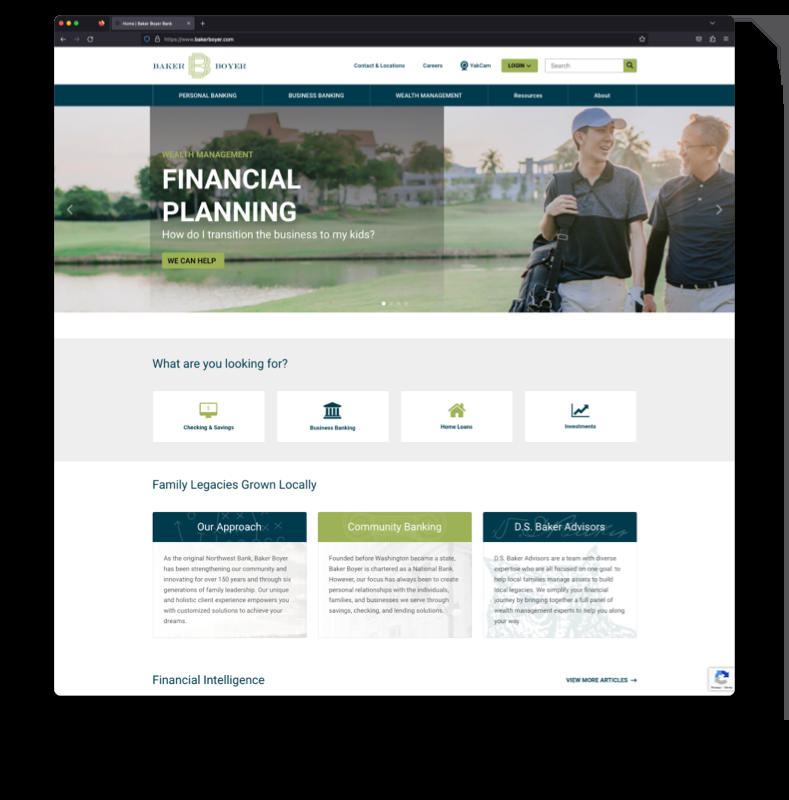 Home | Baker Boyer Bank
https://www.bakerboyer.com
BAKER B BOYER
Contact & Locations Careers YakCam LOGIN Search
PERSONAL BANKING BUSINESS BANKING WEALTH MANAGEMENT Resources About
WEALTH MANAGEMENT
FINANCIAL
PLANNING
How do I transition the business to my kids?
WE CAN HELP
What are you looking for?
Checking & Savings Business Banking Home Loans Investments
Family Legacies Grown Locally
Our Approach
As the original Northwest Bank, Baker Boyer
has been strengthening our community and
innovating for over 150 years and through six
generations of family leadership. Our unique
and holistic client experience empowers you
with customized solutions to achieve your
dreams.
Community Banking
Founded before Washington became a state,
Baker Boyer is chartered as a National Bank.
However, our focus has always been to create
personal relationships with the individuals,
families, and businesses we serve through
savings, checking, and lending solutions.
D.S. Baker Advisors
D.S. Baker Advisors are a team with diverse
expertise who are all focused on one goal: to
help local families manage assets to build
local legacies. We simplify your financial
journey by bringing together a full panel of
wealth management experts to help you along
your way.
Financial Intelligence
VIEW MORE ARTICLES →
Privacy - Terms